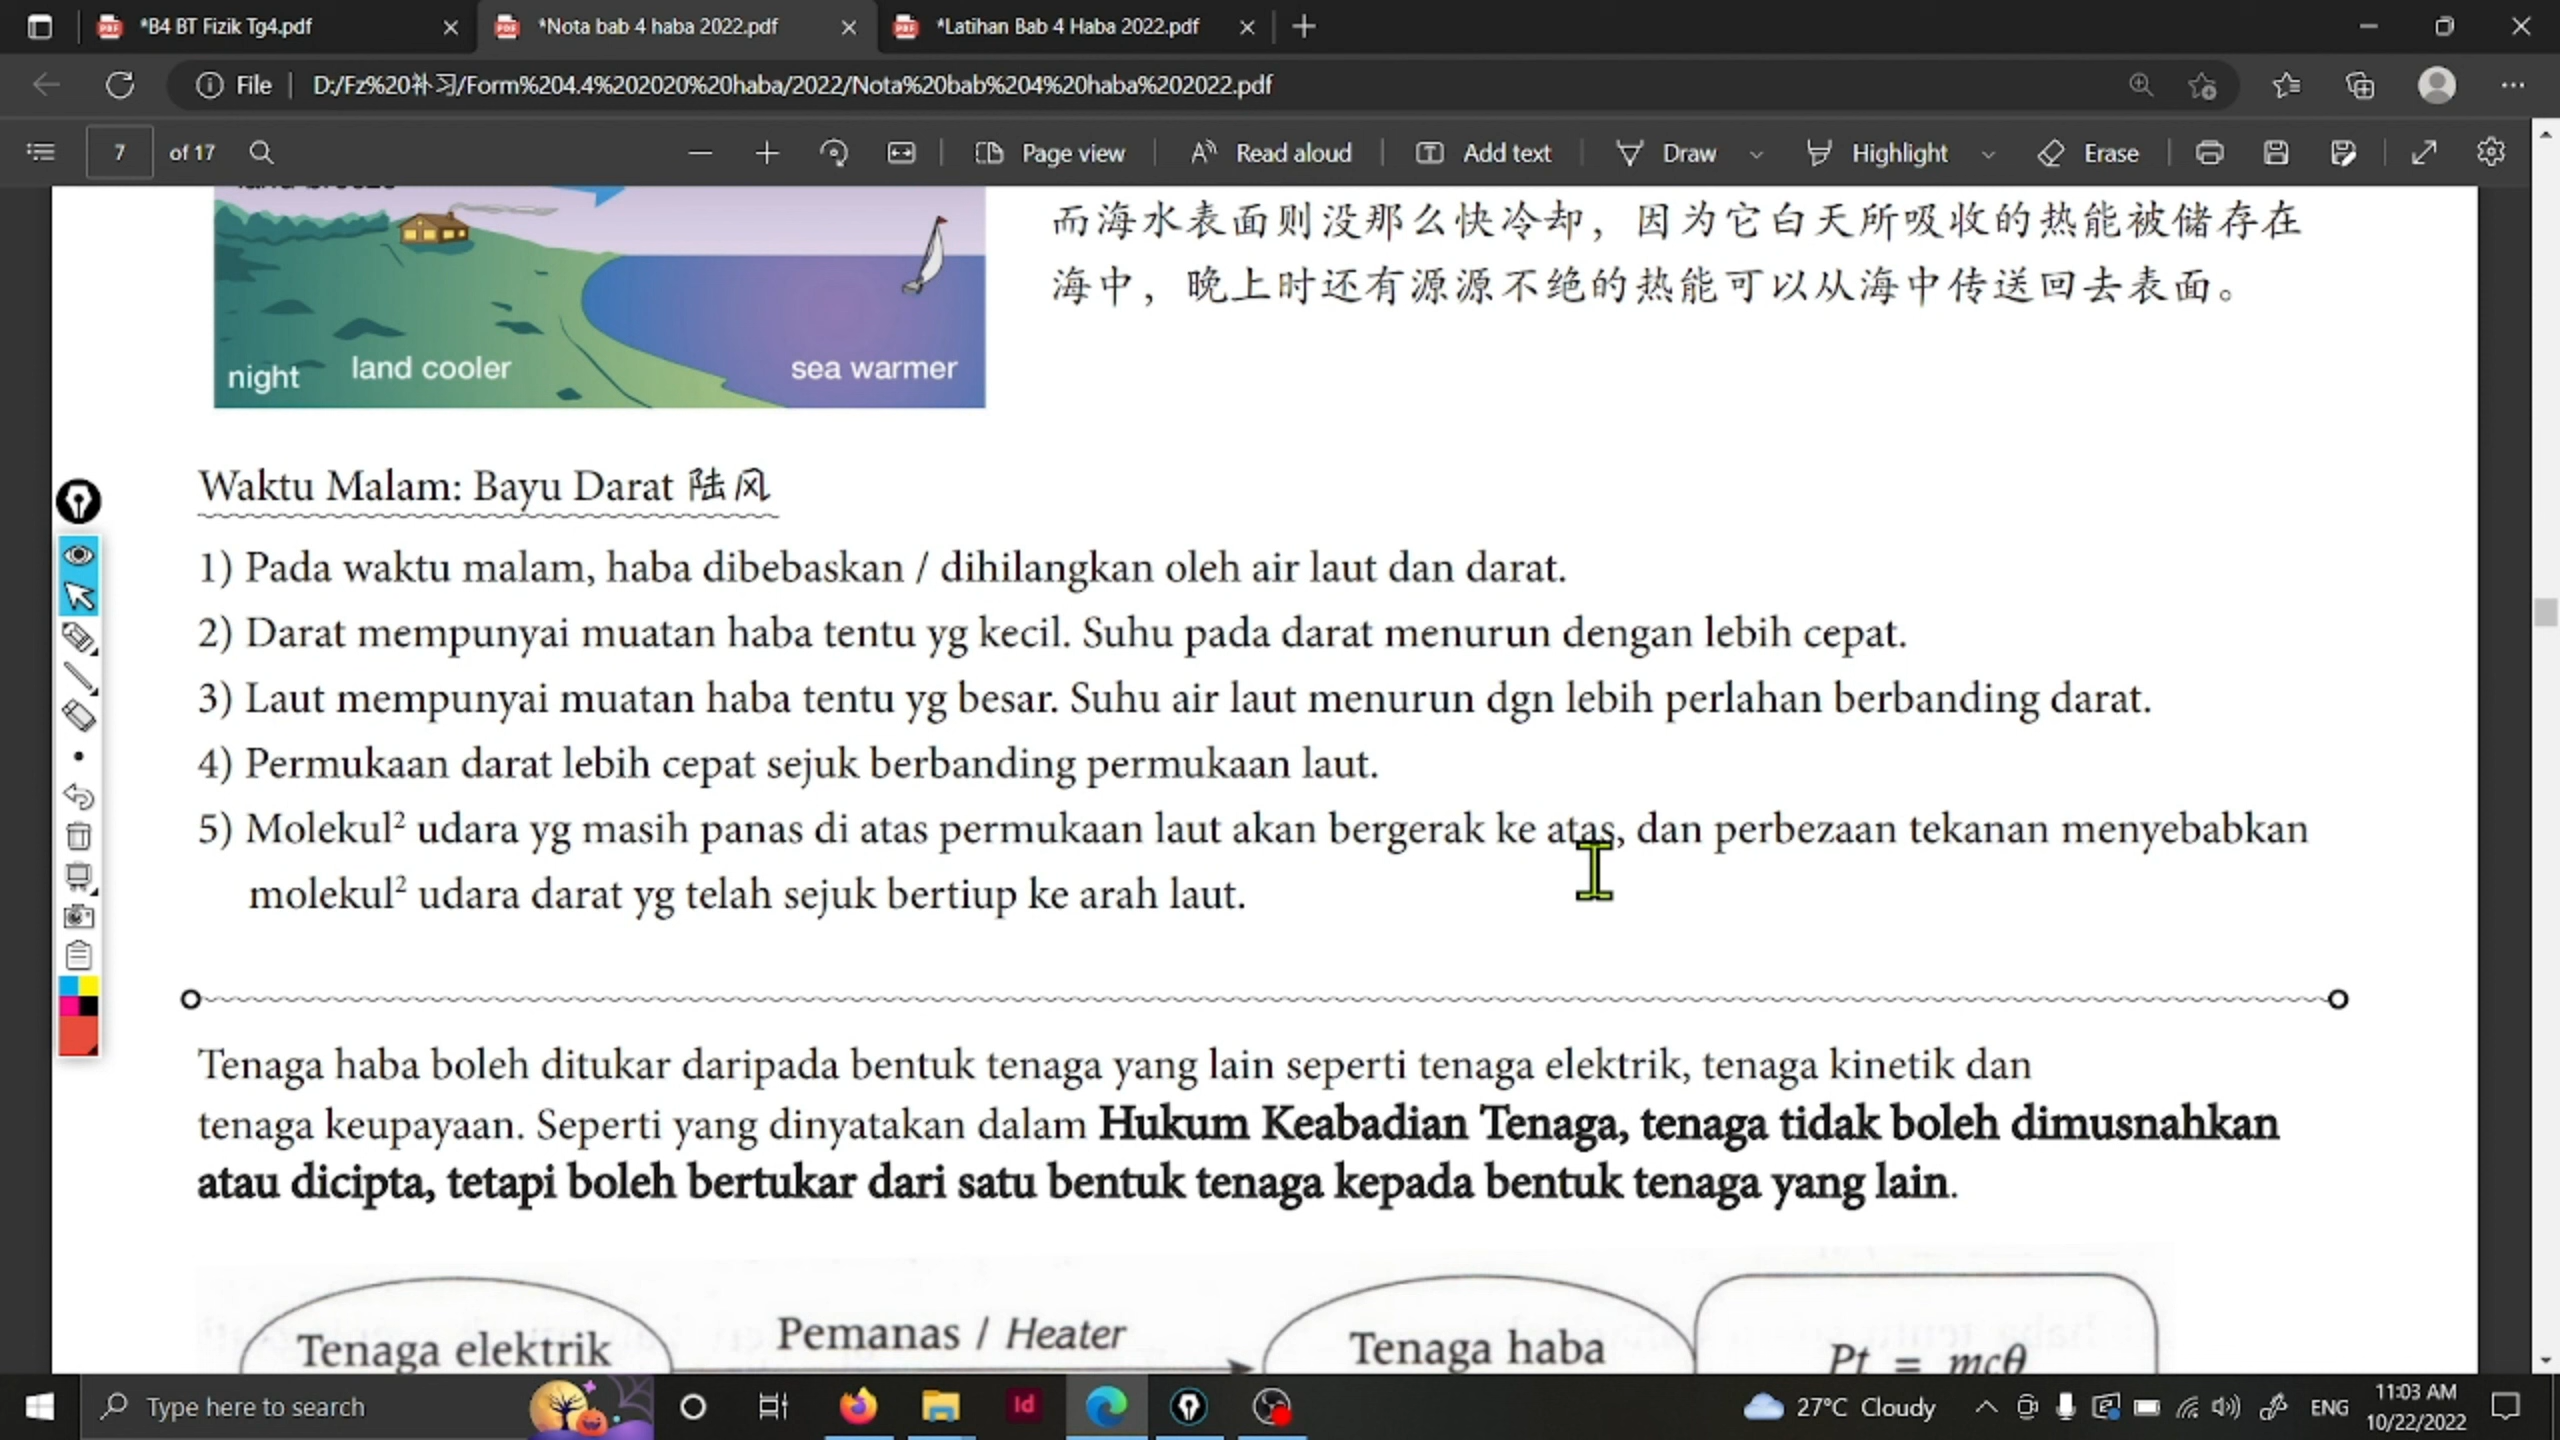 *B4 BT Fizik Tg4.pdf
*Nota bab 4 haba 2022.pdf
*Latihan Bab 4 Haba 2022.pdf
File
D:/Fz%20补习/Form%204.4%202020%20haba/2022/Nota%20bab%204%20haba%202022.pdf
7 of 17
Page view
Read aloud
Add text
Draw
Highlight
Erase
而海水表面则没那么快冷却，因为它白天所吸收的热能被储存在
海中，晚上时还有源源不绝的热能可以从海中传送回去表面。
night
land cooler
sea warmer
Waktu Malam: Bayu Darat 陆风
1) Pada waktu malam, haba dibebaskan / dihilangkan oleh air laut dan darat.
2) Darat mempunyai muatan haba tentu yg kecil. Suhu pada darat menurun dengan lebih cepat.
3) Laut mempunyai muatan haba tentu yg besar. Suhu air laut menurun dgn lebih perlahan berbanding darat.
4) Permukaan darat lebih cepat sejuk berbanding permukaan laut.
5) Molekul² udara yg masih panas di atas permukaan laut akan bergerak ke atas, dan perbezaan tekanan menyebabkan
molekul² udara darat yg telah sejuk bertiup ke arah laut.
Tenaga haba boleh ditukar daripada bentuk tenaga yang lain seperti tenaga elektrik, tenaga kinetik dan
tenaga keupayaan. Seperti yang dinyatakan dalam Hukum Keabadian Tenaga, tenaga tidak boleh dimusnahkan
atau dicipta, tetapi boleh bertukar dari satu bentuk tenaga kepada bentuk tenaga yang lain.
Tenaga elektrik
Pemanas / Heater
Tenaga haba
Pt = mcθ
Type here to search
Id
27°C Cloudy
ENG
11:03 AM
10/22/2022